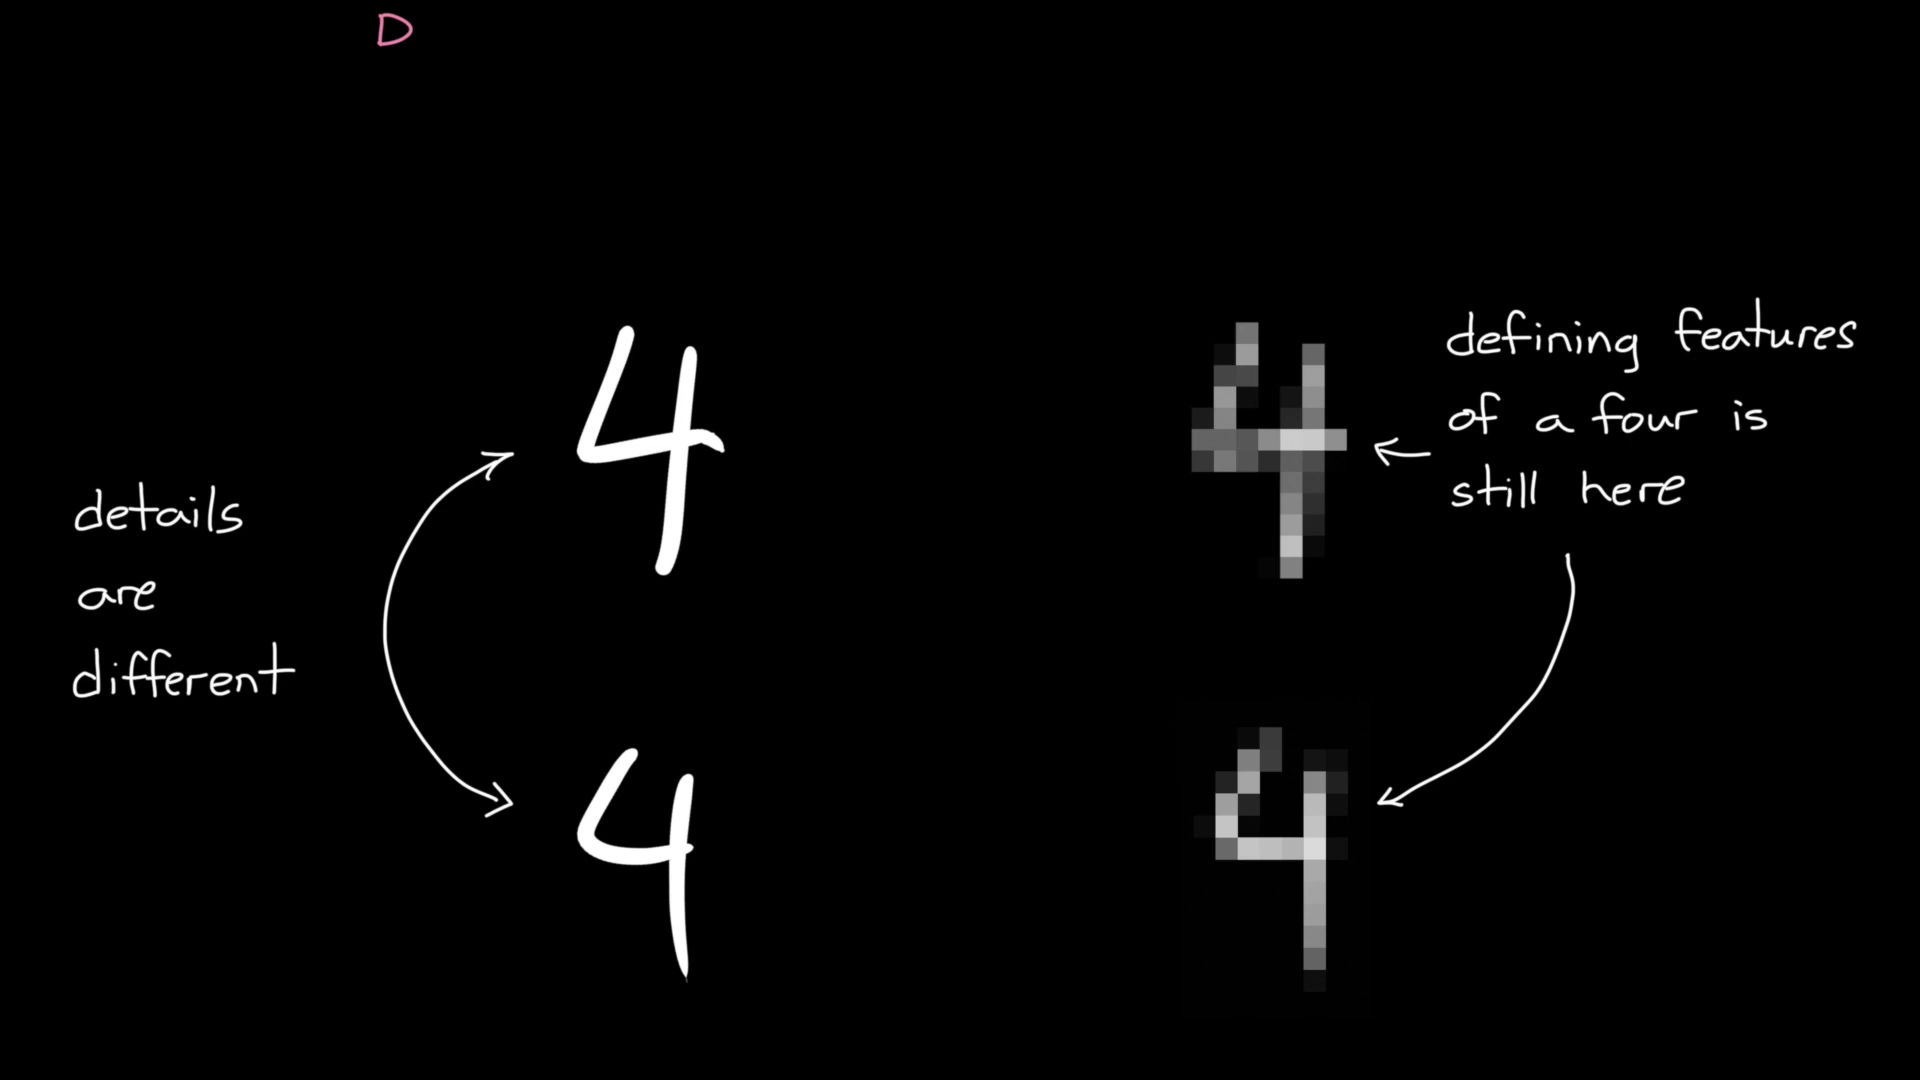 D
4
4
defining features
of a four is
still here
details
are
different
4
4